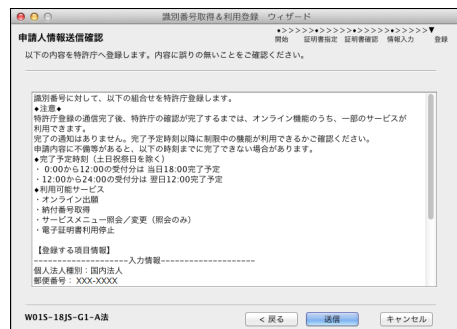 識別番号取得＆利用登録 ウィザード
申請人情報送信確認
●>>>>>●>>>>>●>>>>>●>>>>>▼
開始 証明書指定 証明書確認 情報入力 登録
以下の内容を特許庁へ登録します。内容に誤りの無いことをご確認ください。
識別番号に対して、以下の組合せを特許庁登録します。
◆注意◆
特許庁登録の通信完了後、特許庁の確認が完了するまでは、オンライン機能のうち、一部のサービスが
利用できます。
完了の通知はありません。完了予定時刻以降に制限中の機能が利用できるかご確認ください。
申請内容に不備等があると、以下の時刻までに完了できない場合があります。
◆完了予定時刻（土日祝祭日を除く）
・ 0:00から12:00の受付分は 当日18:00完了予定
・12:00から24:00の受付分は 翌日12:00完了予定
◆利用可能サービス
・オンライン出願
・納付番号取得
・サービスメニュー照会／変更（照会のみ）
・電子証明書利用停止
【登録する項目情報】
--------------------入力情報--------------------
個人法人種別：国内法人
郵便番号： XXX-XXXX
W01S-18JS-G1-A法
< 戻る
送信
キャンセル